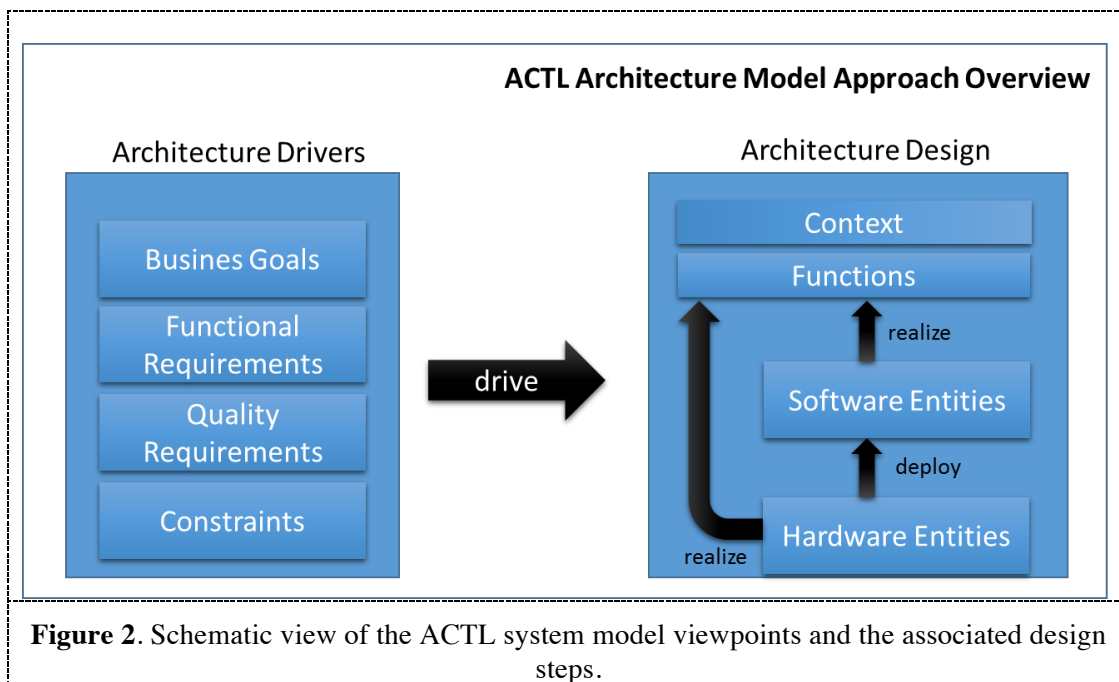 ACTL Architecture Model Approach Overview
Architecture Drivers
Busines Goals
Functional
Requirements
Quality
Requirements
Constraints
drive
Architecture Design
Context
Functions
realize
Software Entities
deploy
Hardware Entities
realize
Figure 2. Schematic view of the ACTL system model viewpoints and the associated design
steps.